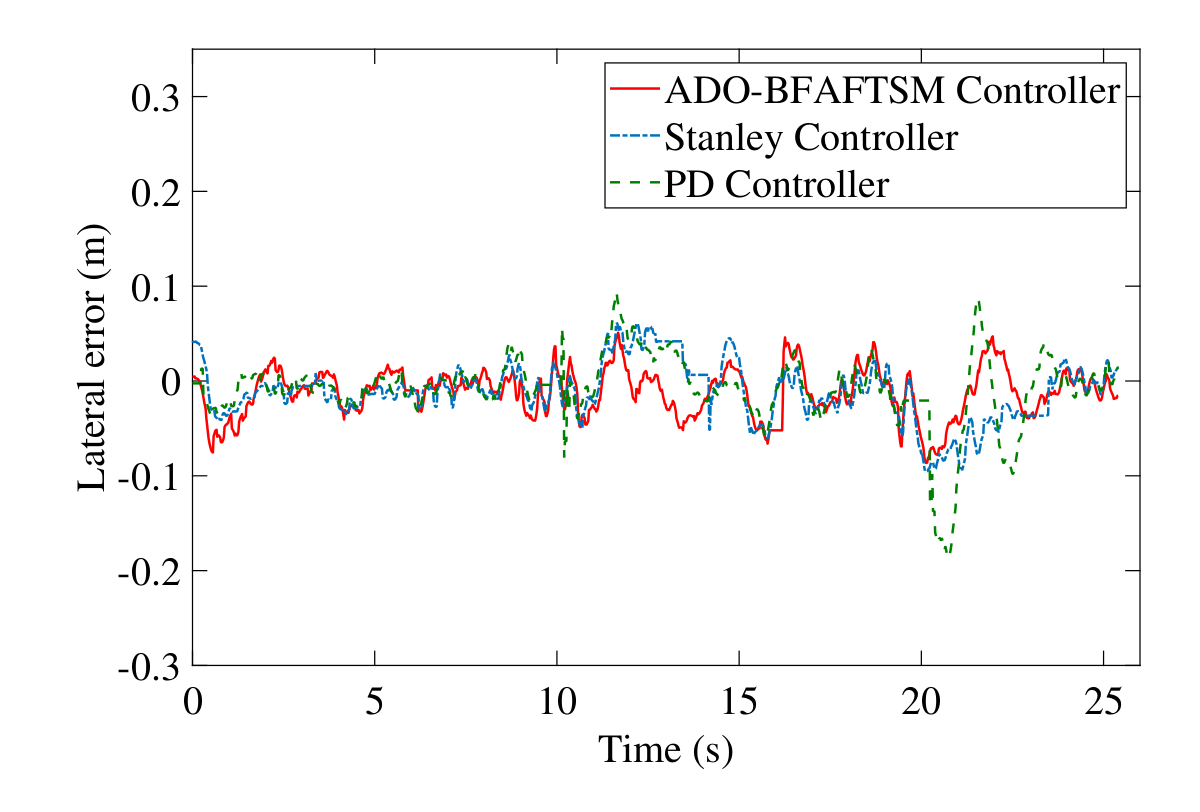 ADO-BFAFTSM Controller
Stanley Controller
PD Controller
Lateral error (m)
0.3
0.2
0.1
0
-0.1
-0.2
-0.3
0 5 10 15 20 25
Time (s)